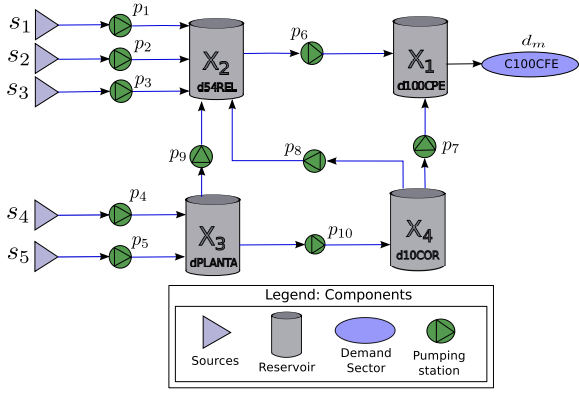 s1 p1
p6
dm
s2 p2
X2
X1
C100CFE
s3 p3
d54REL
d100CPE
p9
p8
p7
s4 p4
X3
p10
X4
s5 p5
dPLANTA
d10COR
Legend: Components
Sources
Reservoir
Demand
Sector
Pumping
station